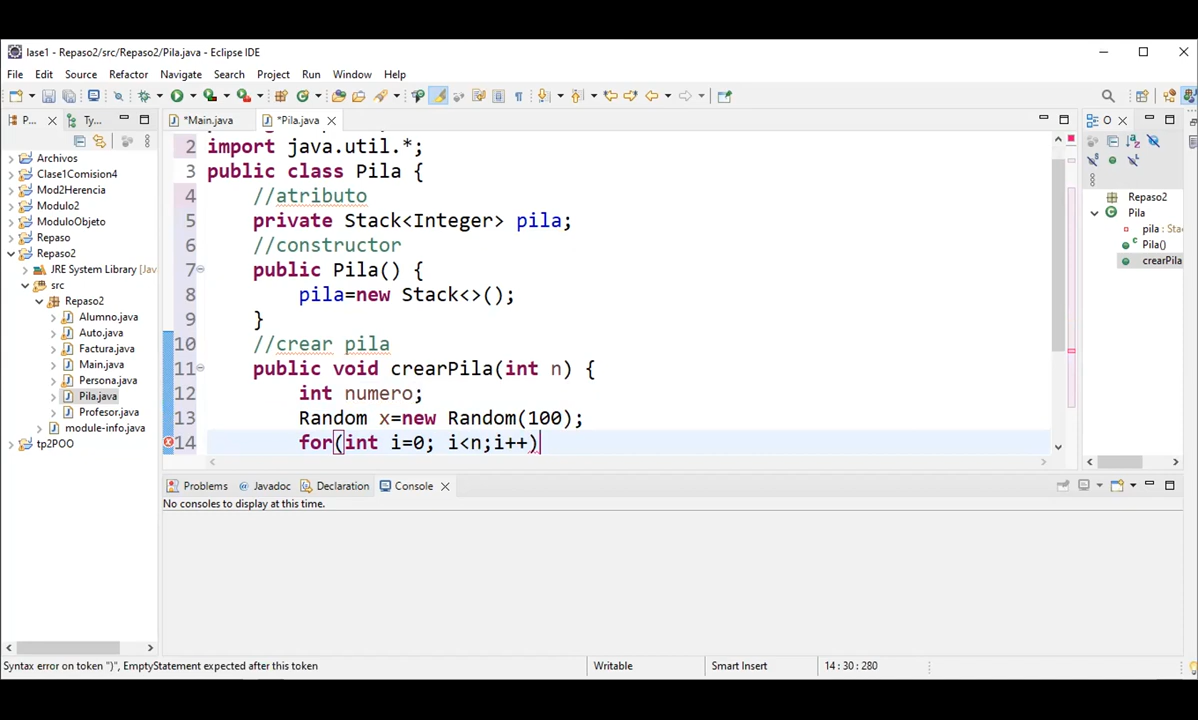 lase1 - Repaso2/src/Repaso2/Pila.java - Eclipse IDE
File Edit Source Refactor Navigate Search Project Run Window Help
P... Ty... *Main.java *Pila.java O
Archivos
Clase1Comision4
Mod2Herencia
Modulo2
ModuloObjeto
Repaso
Repaso2
JRE System Library [Jav
src
Repaso2
Alumno.java
Auto.java
Factura.java
Main.java
Persona.java
Pila.java
Profesor.java
module-info.java
tp2POO
2 import java.util.*;
3 public class Pila {
4 //atributo
5 private Stack<Integer> pila;
6 //constructor
7 public Pila() {
8 pila=new Stack<>();
9 }
10 //crear pila
11 public void crearPila(int n) {
12 int numero;
13 Random x=new Random(100);
14 for(int i=0; i<n;i++)
Repaso2
Pila
pila : Sta
Pila()
crearPila
Problems Javadoc Declaration Console
No consoles to display at this time.
Syntax error on token ")", EmptyStatement expected after this token Writable Smart Insert 14 : 30 : 280